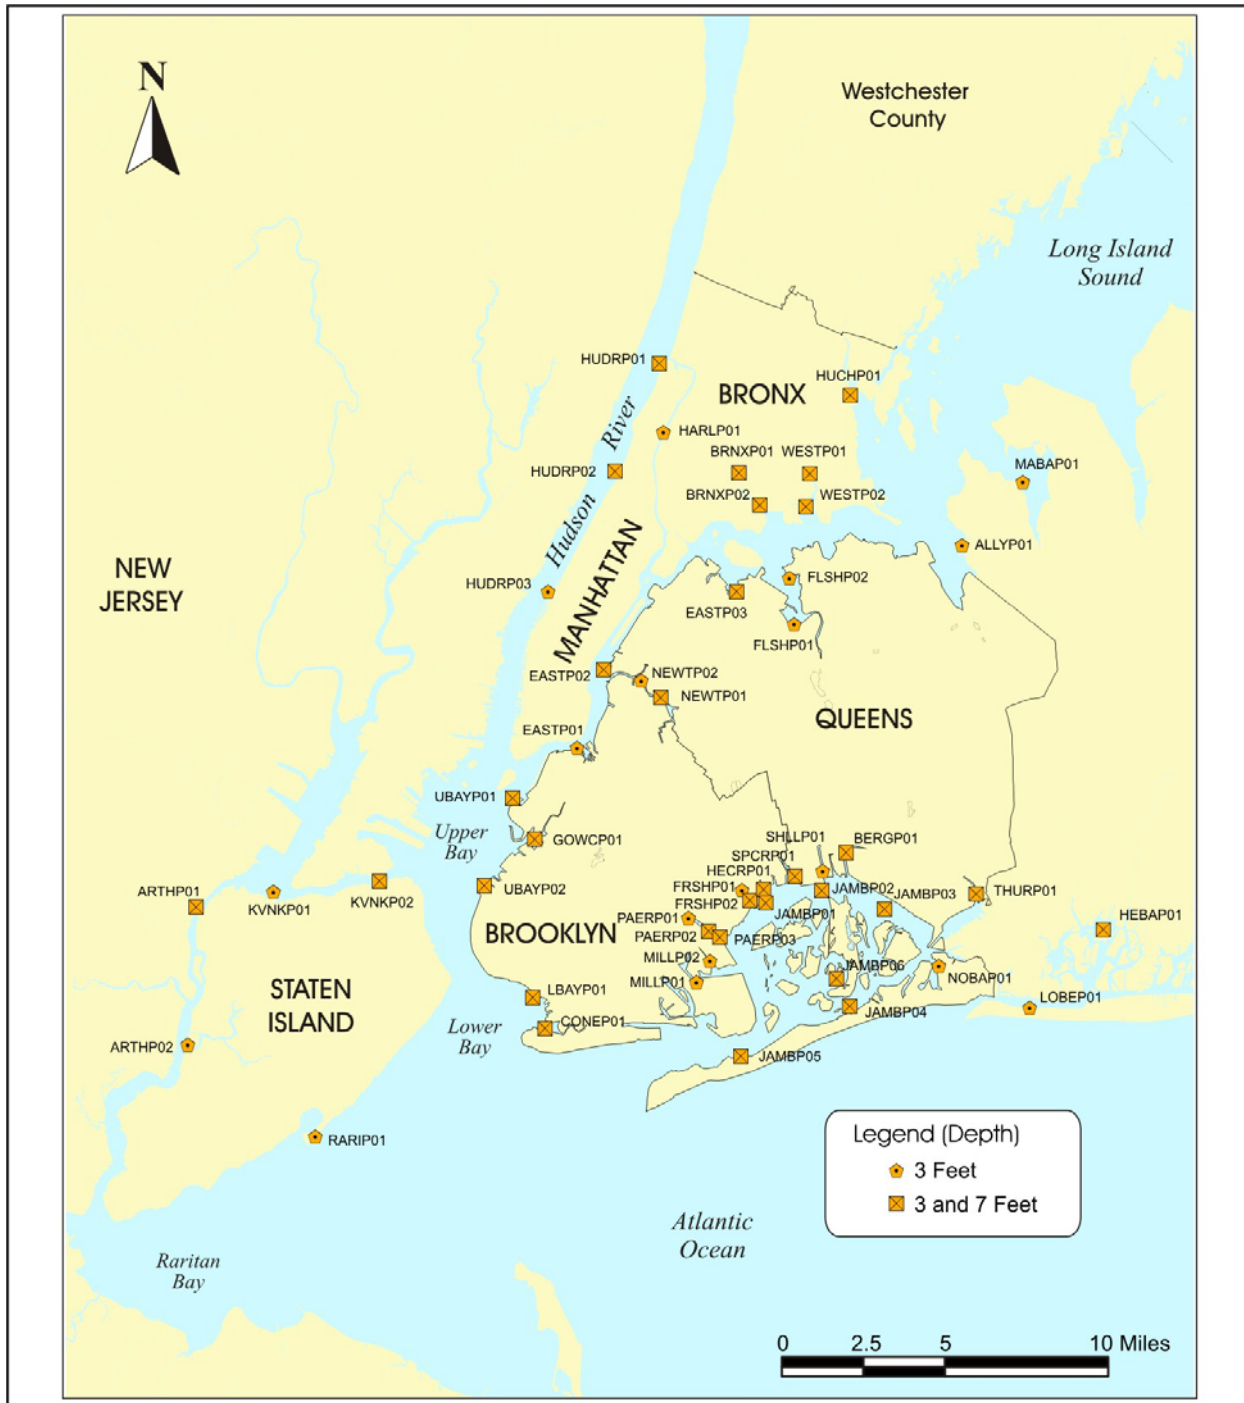 N
Westchester
County
Long Island
Sound
HUDRP01
HUCHP01
BRONX
River
HARLP01
BRNXP01
WESTP01
HUDRP02
MABAP01
BRNXP02
WESTP02
Hudson
MANHATTAN
ALLYP01
NEW
JERSEY
HUDRP03
FLSHP02
EASTP03
FLSHP01
EASTP02
NEWTP02
NEWTP01
QUEENS
EASTP01
UBAYP01
Upper
Bay
GOWCP01
SHLLP01
BERGP01
SPCRP01
HECRP01
UBAYP02
FRSHP01
JAMBP02
JAMBP03
THURP01
ARTHP01
KVNKP01
KVNKP02
FRSHP02
JAMBP01
PAERP01
HEBAP01
BROOKLYN
PAERP02
PAERP03
MILLP02
JAMBP06
NOBAP01
MILLP01
STATEN
ISLAND
LBAYP01
LOBEP01
JAMBP04
Lower
Bay
CONEP01
ARTHP02
JAMBP05
RARIP01
Legend (Depth)
3 Feet
3 and 7 Feet
Atlantic
Ocean
Raritan
Bay
0 2.5 5 10 Miles